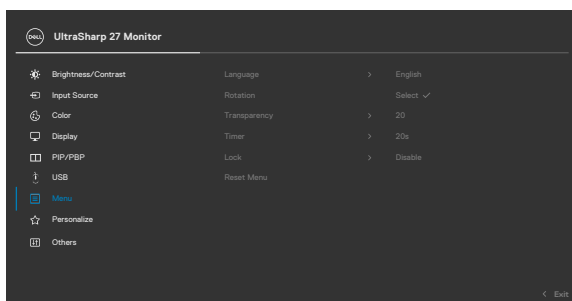 DELL UltraSharp 27 Monitor
Brightness/Contrast Language > English
Input Source Rotation Select ✓
Color Transparency > 20
Display Timer > 20s
PIP/PBP Lock > Disable
USB Reset Menu
Menu
Personalize
Others
< Exit